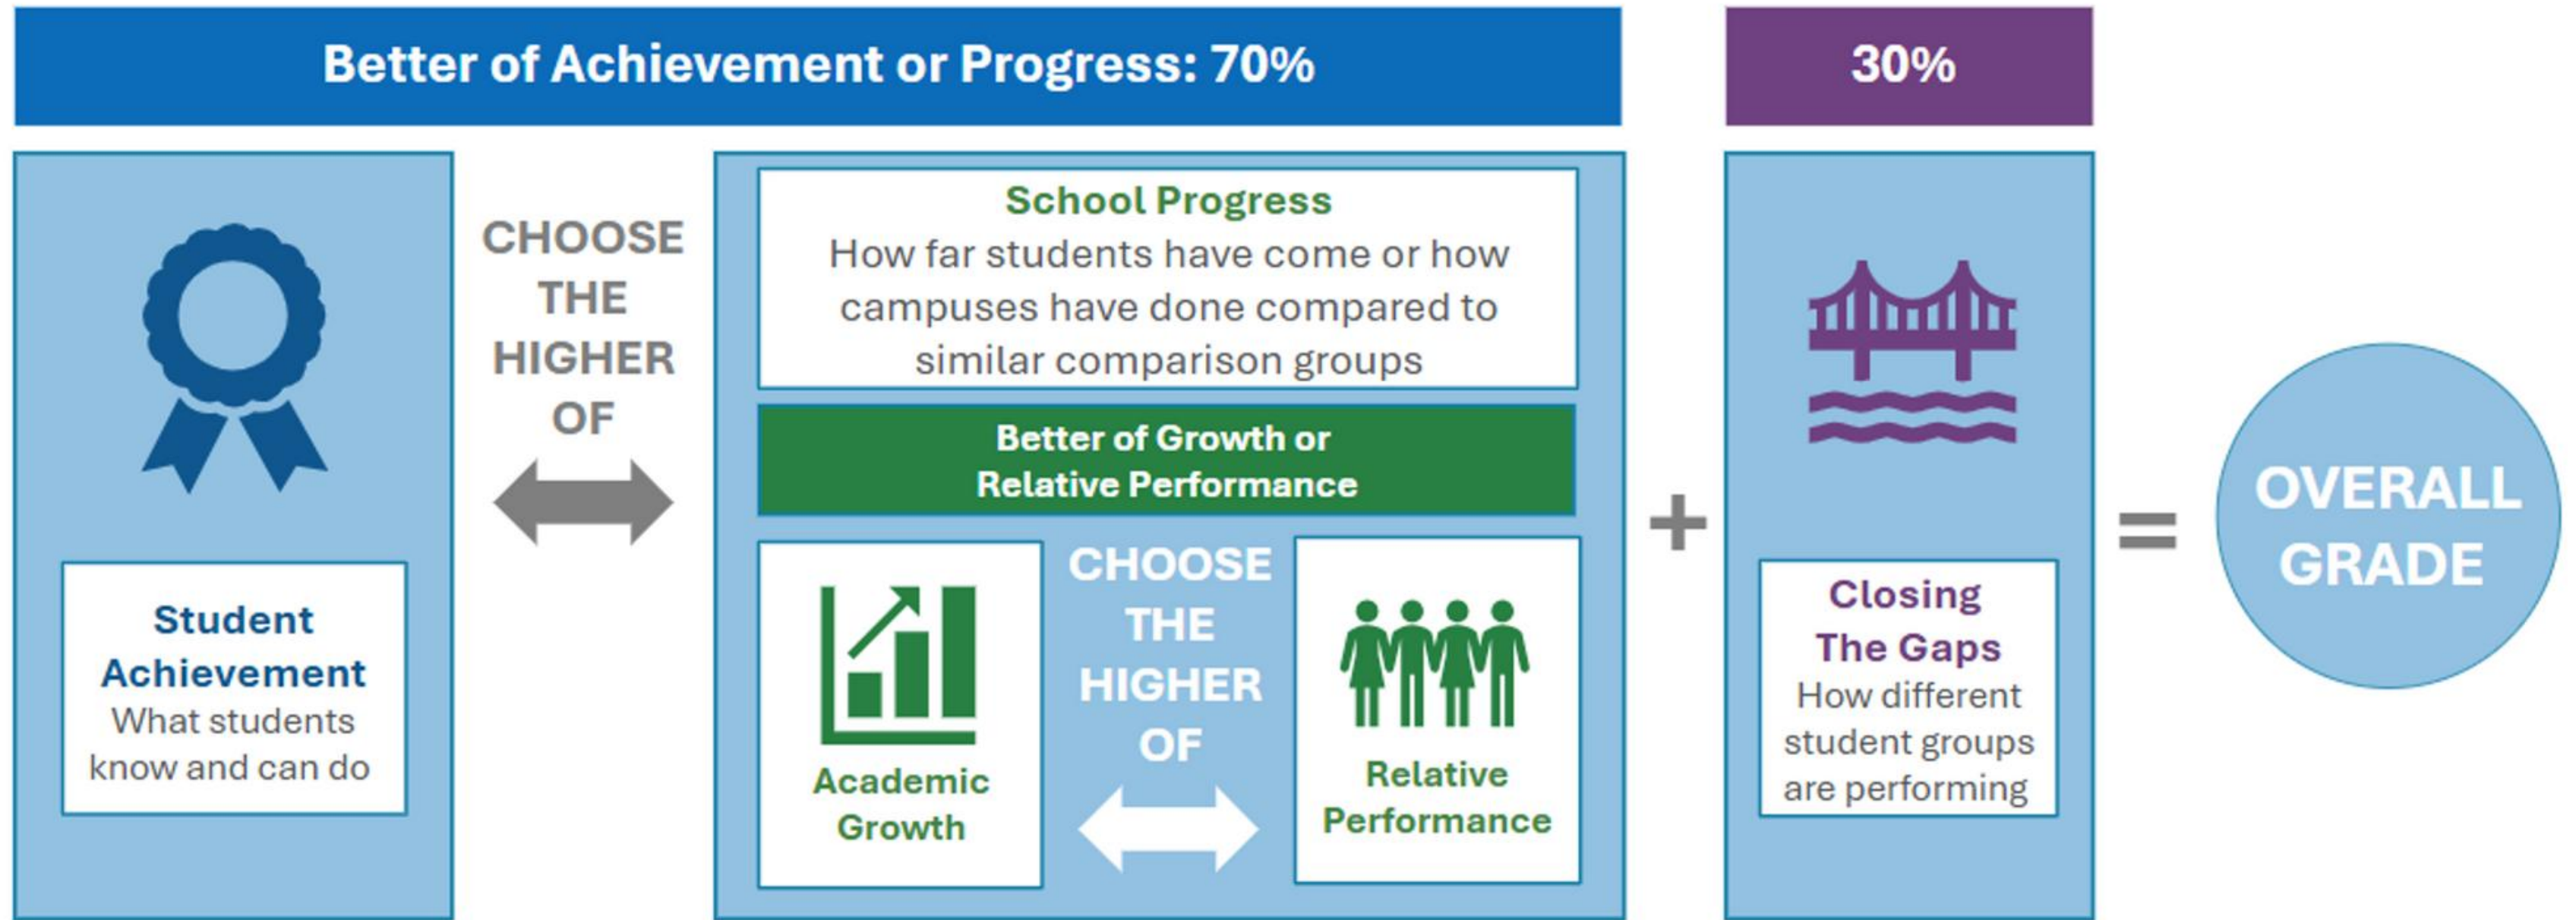 Better of Achievement or Progress: 70%
30%
Student
Achievement
What students
know and can do
CHOOSE
THE
HIGHER
OF
School Progress
How far students have come or how
campuses have done compared to
similar comparison groups
Better of Growth or
Relative Performance
Academic
Growth
CHOOSE
THE
HIGHER
OF
Relative
Performance
+
Closing
The Gaps
How different
student groups
are performing
=
OVERALL
GRADE